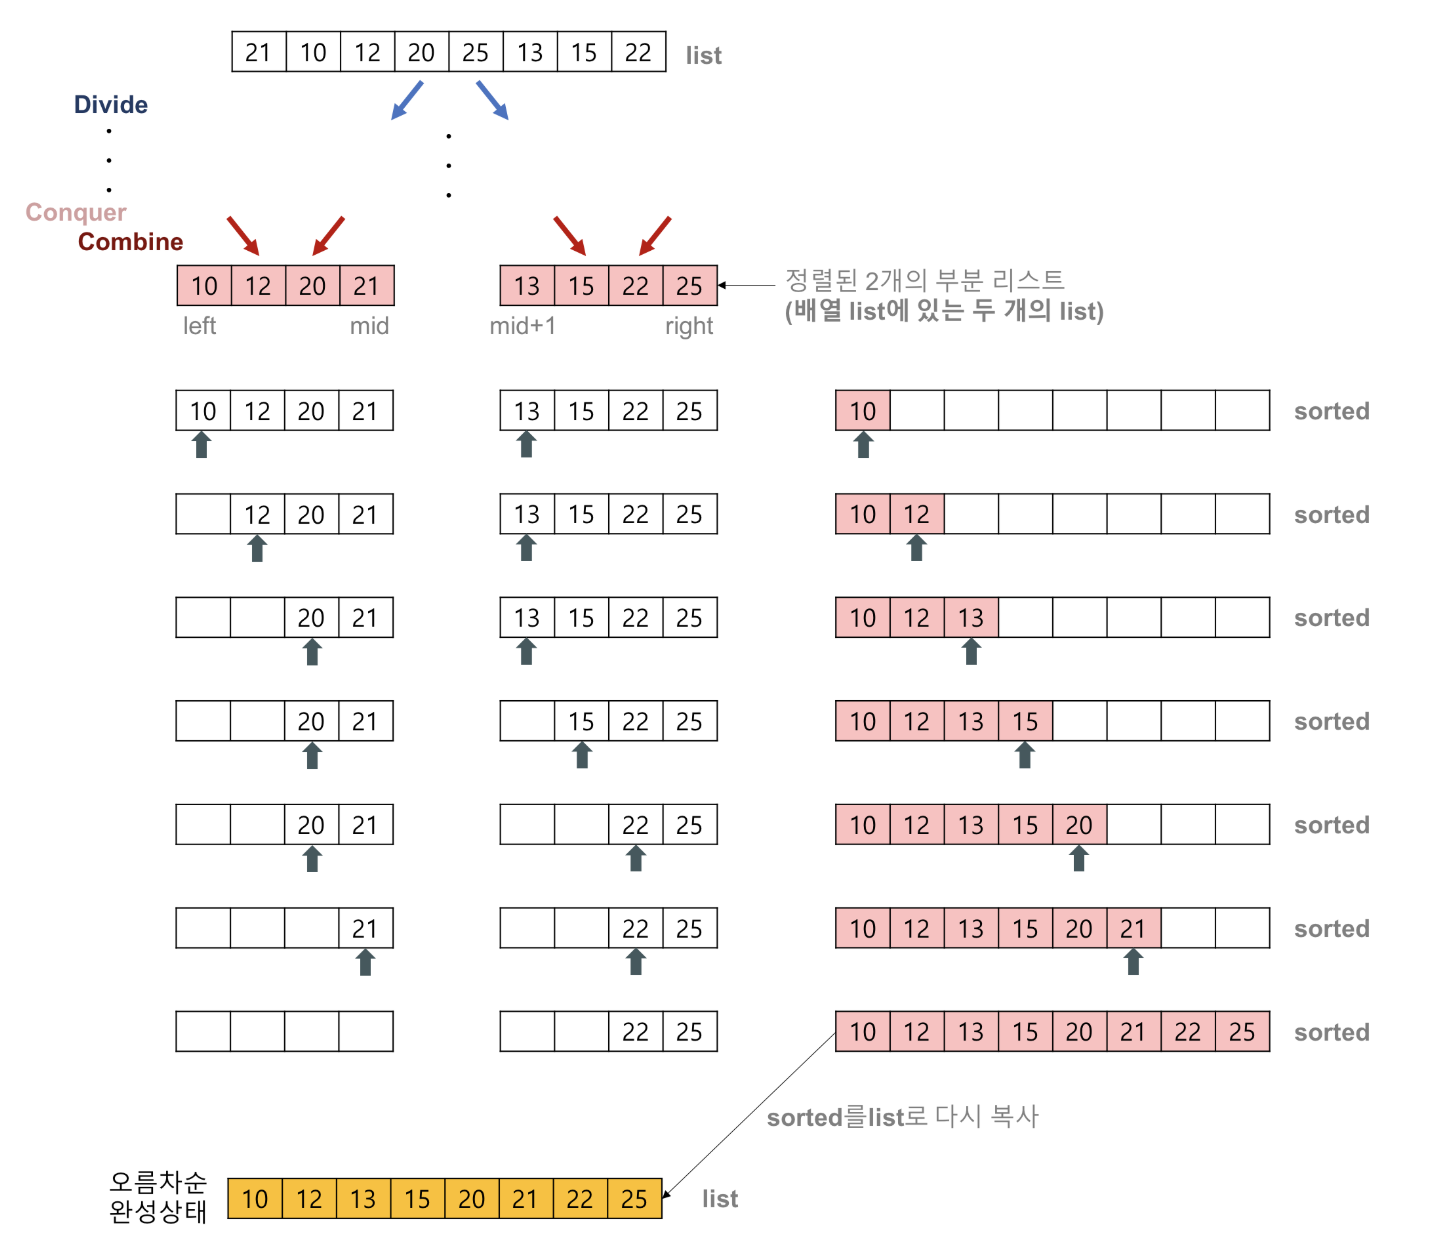 21 10 12 20 25 13 15 22 list
Divide
Conquer
Combine
10 12 20 21 13 15 22 25 정렬된 2개의 부분 리스트
(배열 list에 있는 두 개의 list)
left mid mid+1 right
10 12 20 21 13 15 22 25 10 sorted
12 20 21 13 15 22 25 10 12 sorted
20 21 13 15 22 25 10 12 13 sorted
20 21 15 22 25 10 12 13 15 sorted
20 21 22 25 10 12 13 15 20 sorted
21 22 25 10 12 13 15 20 21 sorted
22 25 10 12 13 15 20 21 22 25 sorted
sorted를list로 다시 복사
오름차순
완성상태
10 12 13 15 20 21 22 25 list